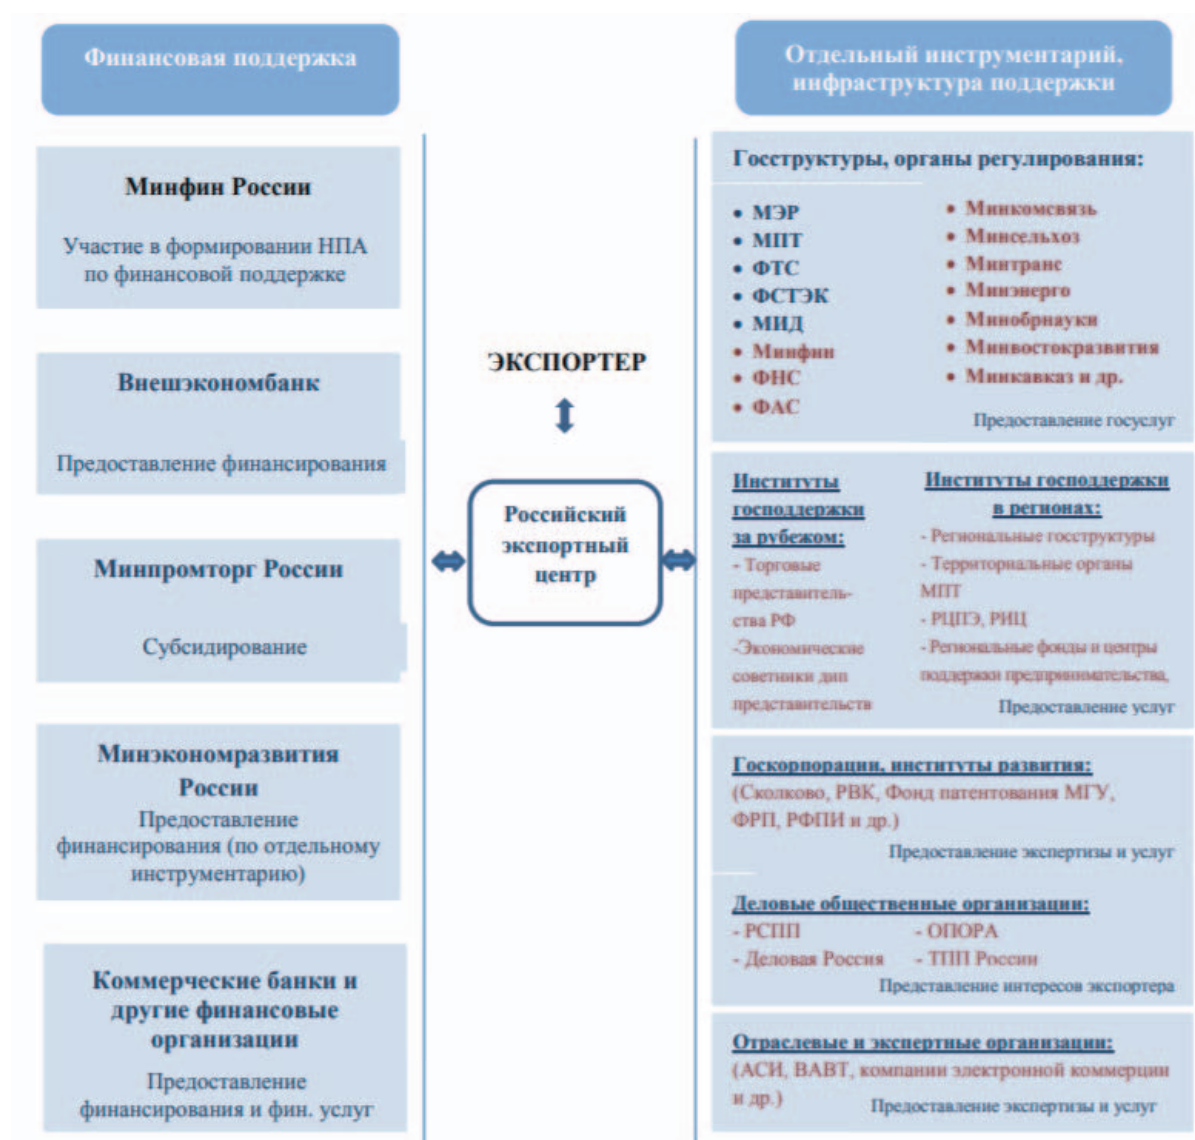 Финансовая поддержка
Минфин России
Участие в формировании НПА
по финансовой поддержке
Внешэкономбанк
Предоставление финансирования
Минпромторг России
Субсидирование
Минэкономразвития
России
Предоставление
финансирования (по отдельному
инструментарию)
Коммерческие банки и
другие финансовые
организации
Предоставление
финансирования и фин. услуг
ЭКСПОРТЕР
Российский
экспортный
центр
Отдельный инструментарий,
инфраструктура поддержки
Госструктуры, органы регулирования:
• МЭР
• МПТ
• ФТС
• ФСТЭК
• МИД
• Минфин
• ФНС
• ФАС
• Минкомсвязь
• Минсельхоз
• Минтранс
• Минэнерго
• Минобрнауки
• Минвостокразвития
• Минкавказ и др.
Предоставление госуслуг
Институты
господдержки
за рубежом:
- Торговые
представитель-
ства РФ
-Экономические
советники дип
представительств
Институты господдержки
в регионах:
- Региональные госструктуры
- Территориальные органы
МПТ
- РЦПЭ, РИЦ
- Региональные фонды и центры
поддержки предпринимательства,
Предоставление услуг
Госкорпорации, институты развития:
(Сколково, РВК, Фонд патентования МГУ,
ФРП, РФПИ и др.)
Предоставление экспертизы и услуг
Деловые общественные организации:
- РСПП - ОПОРА
- Деловая Россия - ТПП России
Представление интересов экспортера
Отраслевые и экспертные организации:
(АСИ, ВАВТ, компании электронной коммерции
и др.)
Предоставление экспертизы и услуг